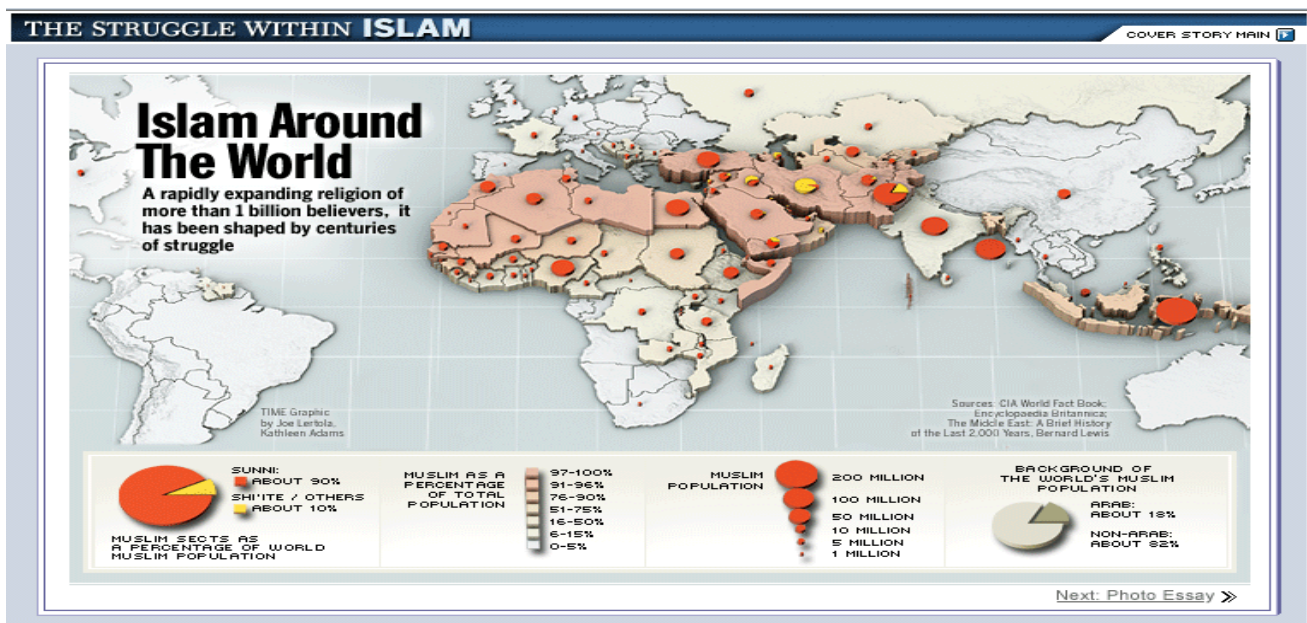 THE STRUGGLE WITHIN ISLAM
COVER STORY MAIN
Islam Around
The World
A rapidly expanding religion of
more than 1 billion believers, it
has been shaped by centuries
of struggle
TIME Graphic
by Joe Lertola,
Kathleen Adams
Sources: CIA World Fact Book;
Encyclopaedia Britannica;
The Middle East: A Brief History
of the Last 2,000 Years, Bernard Lewis
SUNNI:
ABOUT 90%
SHI'ITE / OTHERS
ABOUT 10%
MUSLIM SECTS AS
A PERCENTAGE OF WORLD
MUSLIM POPULATION
MUSLIM AS A
PERCENTAGE
OF TOTAL
POPULATION
97-100%
91-96%
76-90%
51-75%
16-50%
6-15%
0-5%
MUSLIM
POPULATION
200 MILLION
100 MILLION
50 MILLION
10 MILLION
5 MILLION
1 MILLION
BACKGROUND OF
THE WORLD'S MUSLIM
POPULATION
ARAB:
ABOUT 18%
NON-ARAB:
ABOUT 82%
Next: Photo Essay